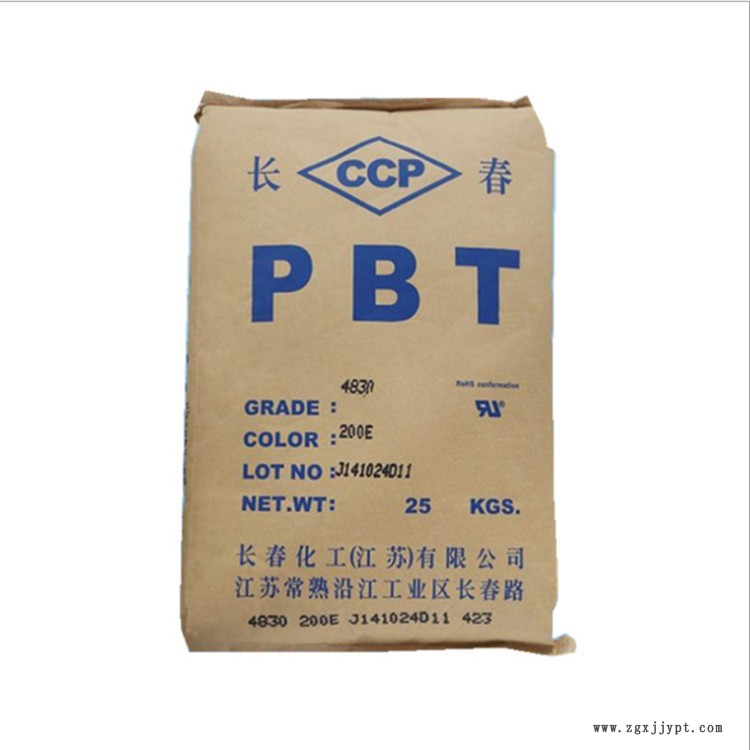 长 CCP 春
PBT
RoHS conformation
GRADE : 4830
RU®
COLOR : 200E
LOT NO : J141024D11
NET.WT: 25 KGS.
长春化工(江苏)有限公司
江苏常熟沿江工业区长春路
4830 200E J141024D11 423
www.zgxjjypt.com